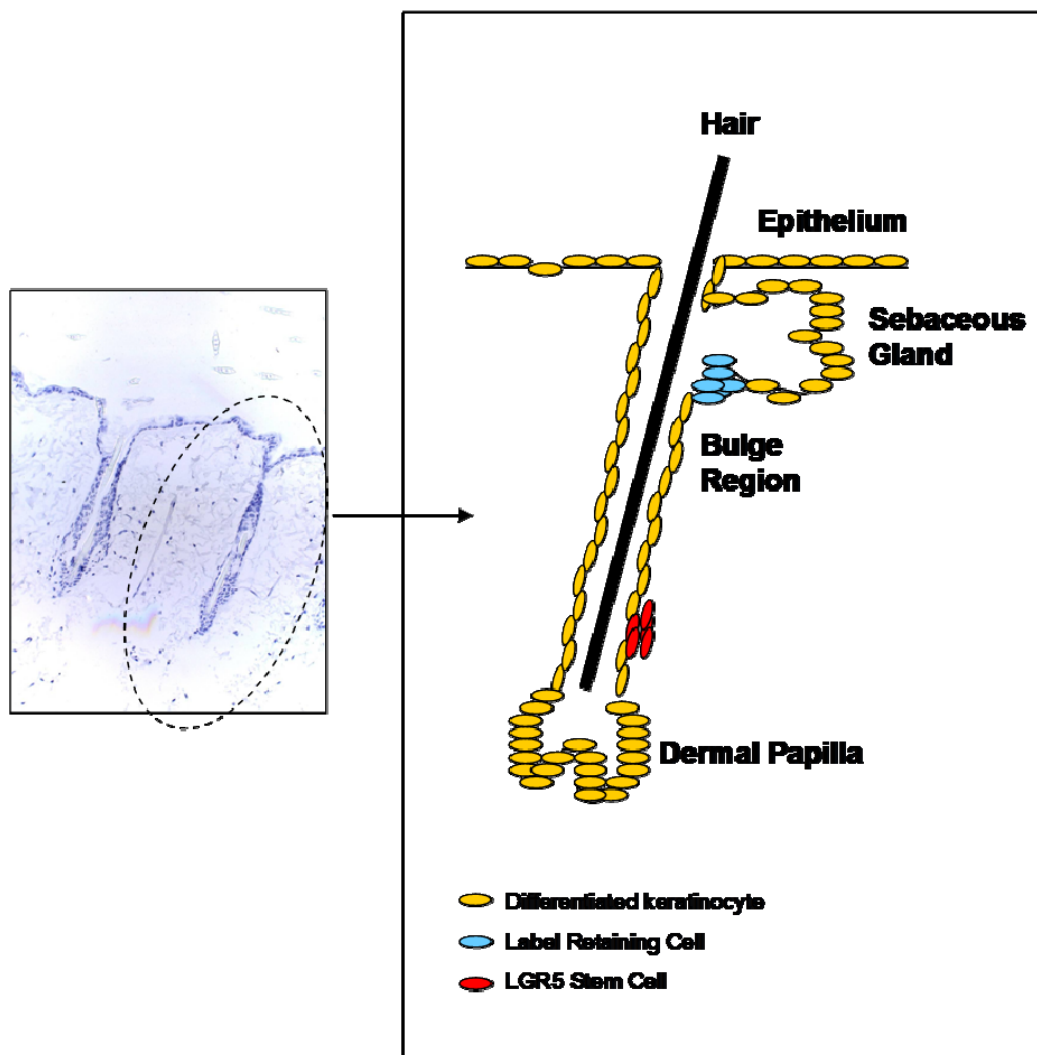 Hair
Epithelium
Sebaceous
Gland
Bulge
Region
Dermal Papilla
Differentiated keratinocyte
Label Retaining Cell
LGR5 Stem Cell